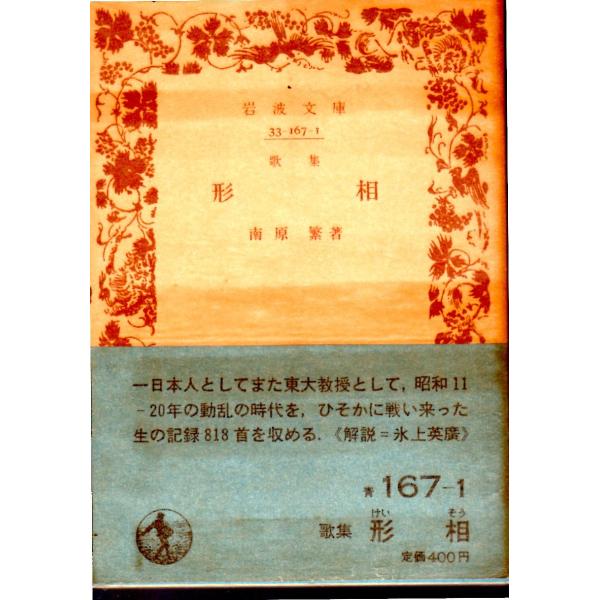 岩波文庫
33-167-1
歌集
形相
南原繁著
一日本人としてまた東大教授として，昭和11
-20年の動乱の時代を，ひそかに戦い来った
生の記録818首を収める．《解説＝氷上英廣》
青 167-1
けい そう
歌集 形相
定価400円